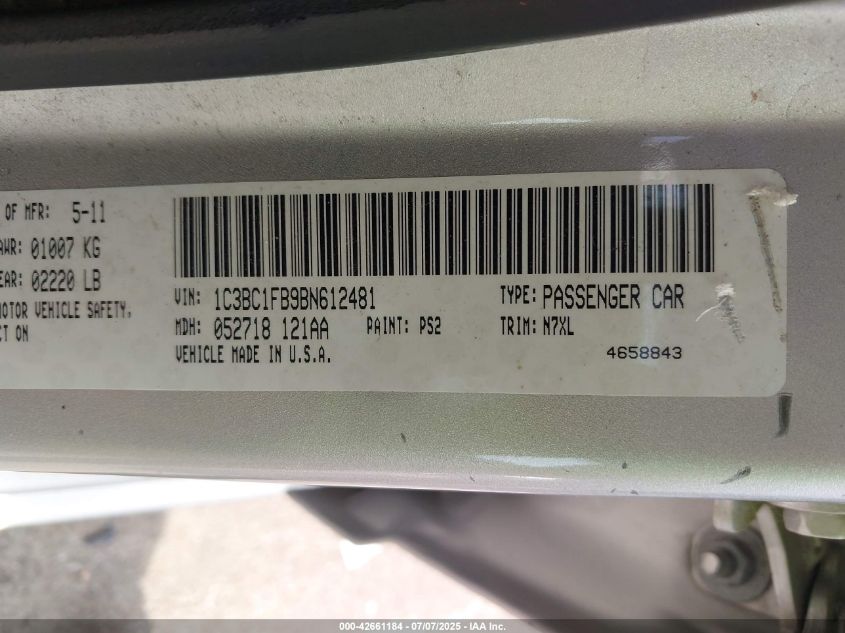 OF MFR: 5-11
AWR: 01007 KG
EAR: 02220 LB
MOTOR VEHICLE SAFETY,
CT ON
VIN: 1C3BC1FB9BN612481 TYPE: PASSENGER CAR
MDH: 052718 121AA PAINT: PS2 TRIM: N7XL
VEHICLE MADE IN U.S.A. 4658843
000-42661184 / 07/07/2025 - IAA Inc.